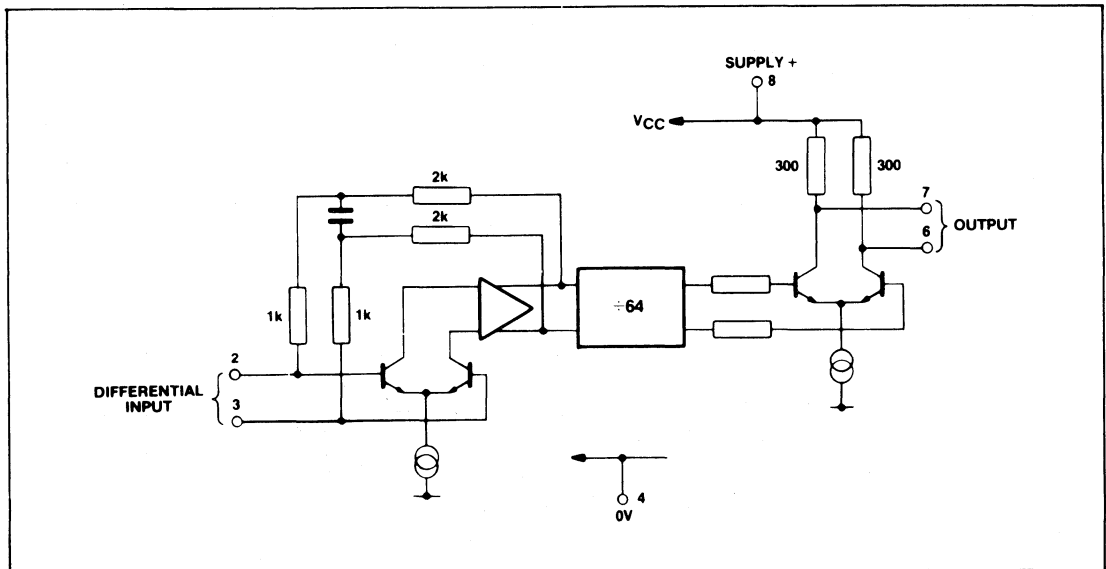 SUPPLY +
8
VCC
300
300
2k
7
2k
OUTPUT
6
÷64
1k
1k
2
DIFFERENTIAL
INPUT
3
4
0V